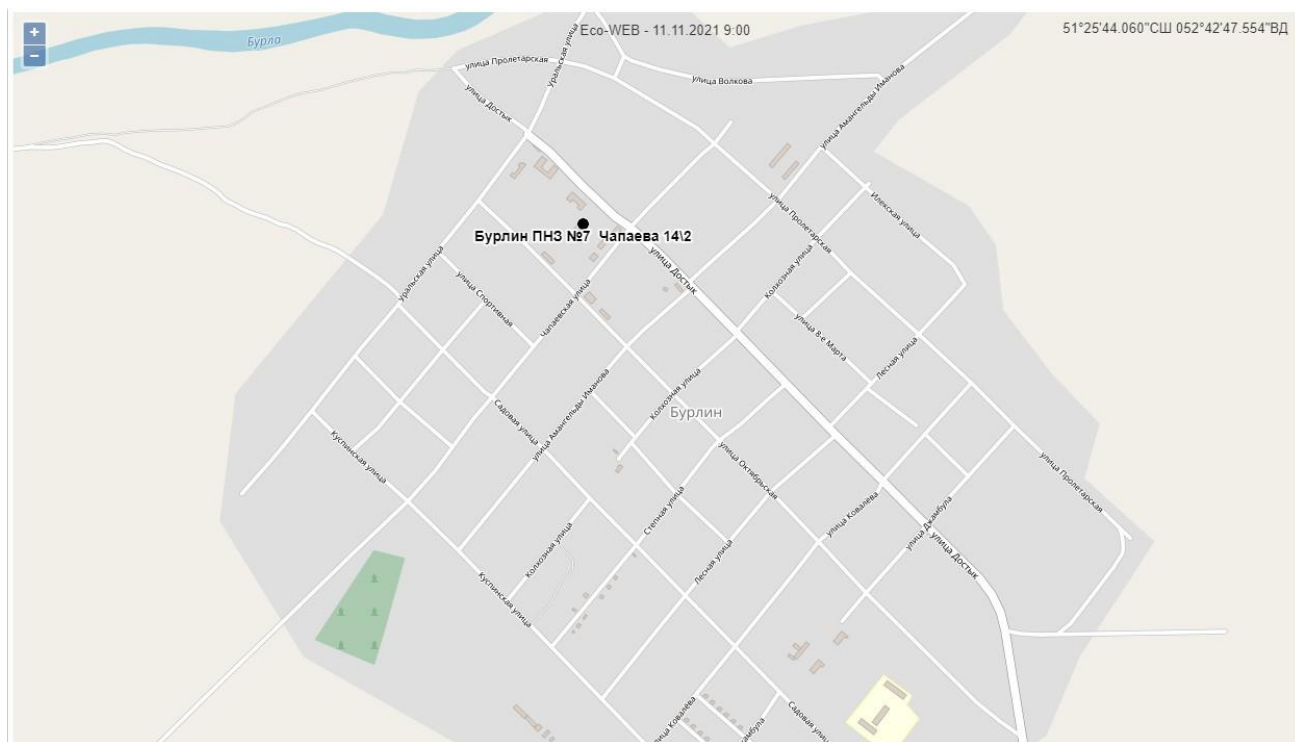 +
−
Бурла
Eco-WEB - 11.11.2021 9:00
51°25'44.060"СШ 052°42'47.554"ВД
Уральская улица
улица Пролетарская
улица Волкова
улица Амангельды Иманова
улица Достык
Бурлин ПНЗ №7 Чапаева 14\2
улица Пролетарская
Илекская улица
Уральская улица
улица Спортивная
Чапаевская улица
улица Достык
Колхозная улица
улица 8-е Марта
Лесная улица
Колхозная улица
Бурлин
Садовая улица
улица Амангельды Иманова
Куспинская улица
улица Октябрьская
улица Пролетарская
Степная улица
улица Ковалёва
улица Джамбула
улица Достык
Колхозная улица
Лесная улица
Куспинская улица
улица Ковалёва
Садовая улиц